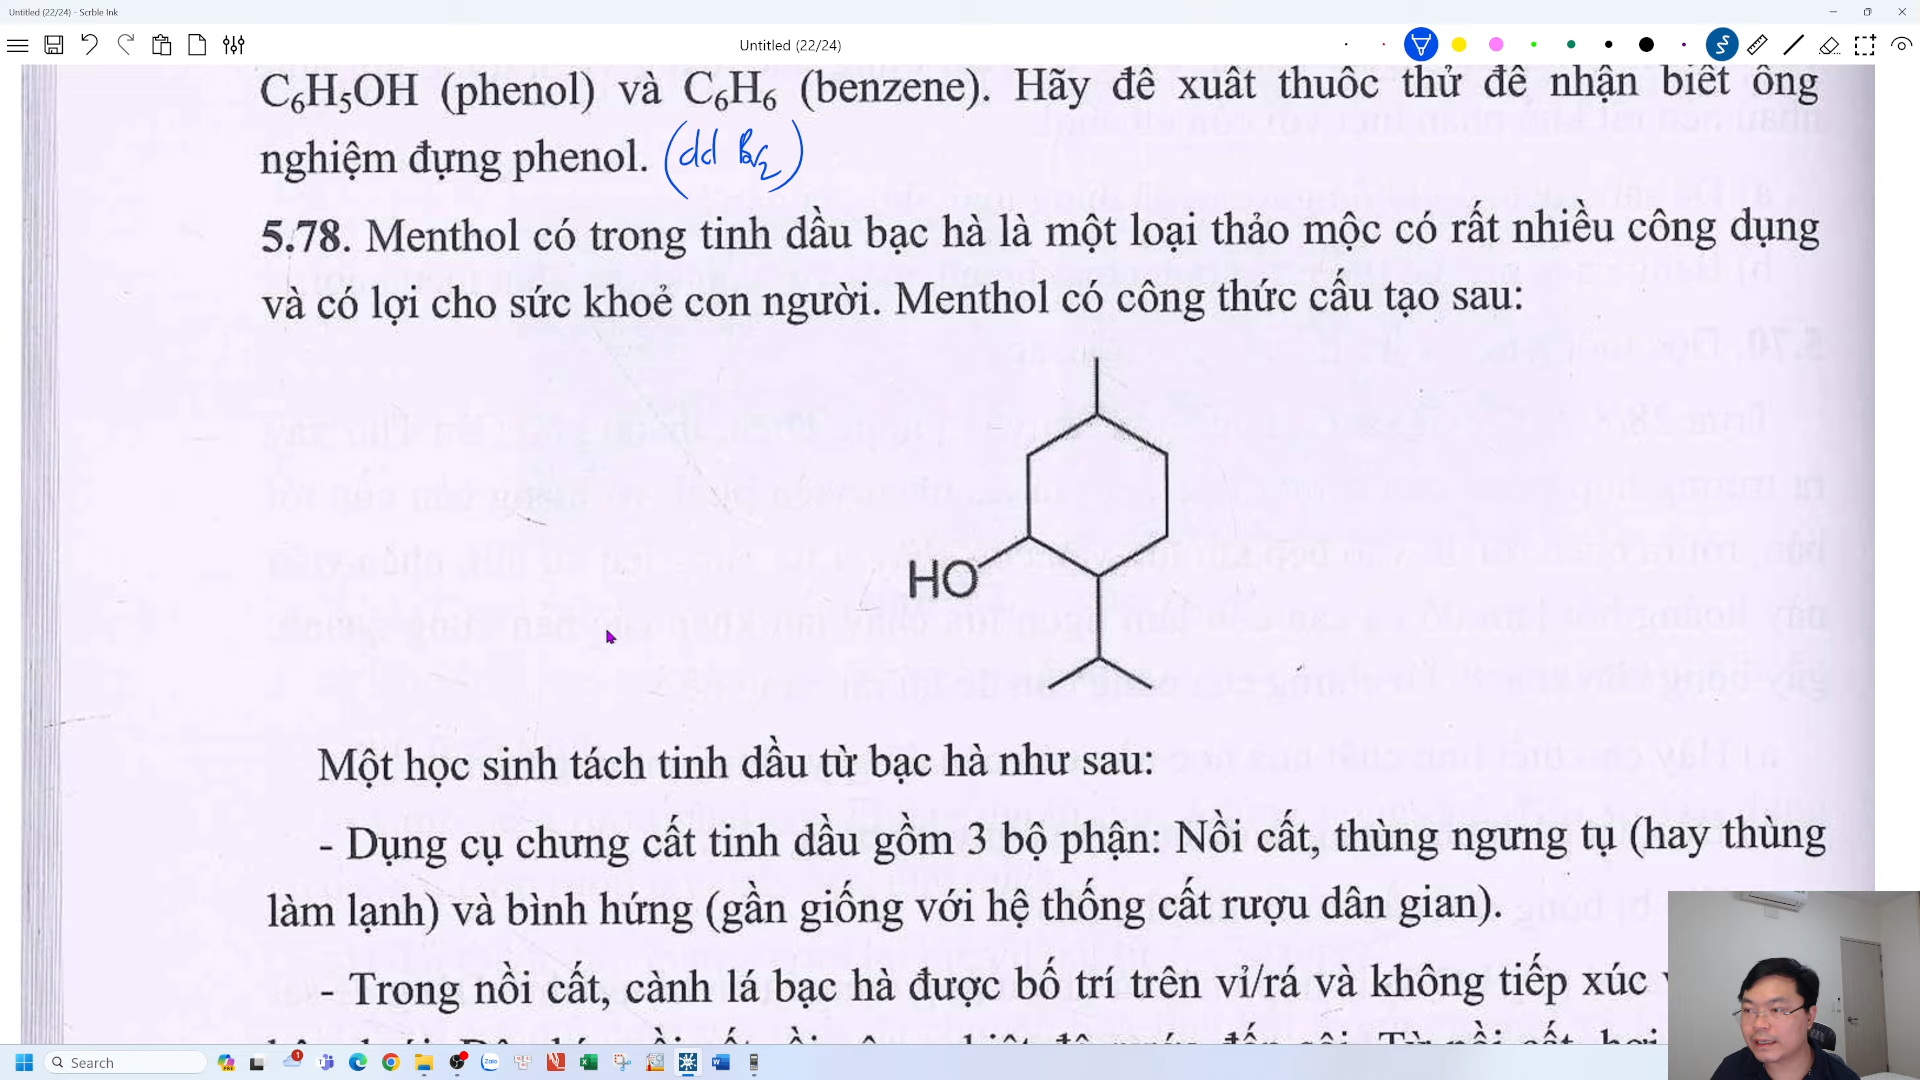 Untitled (22/24) - Scrble Ink
Untitled (22/24)
C₆H₅OH (phenol) và C₆H₆ (benzene). Hãy đề xuất thuốc thử để nhận biết ống
nghiệm đựng phenol. (dd Br₂)
5.78. Menthol có trong tinh dầu bạc hà là một loại thảo mộc có rất nhiều công dụng
và có lợi cho sức khoẻ con người. Menthol có công thức cấu tạo sau:
HO
Một học sinh tách tinh dầu từ bạc hà như sau:
- Dụng cụ chưng cất tinh dầu gồm 3 bộ phận: Nồi cất, thùng ngưng tụ (hay thùng
làm lạnh) và bình hứng (gần giống với hệ thống cất rượu dân gian).
- Trong nồi cất, cành lá bạc hà được bố trí trên vỉ/rá và không tiếp xúc
Search